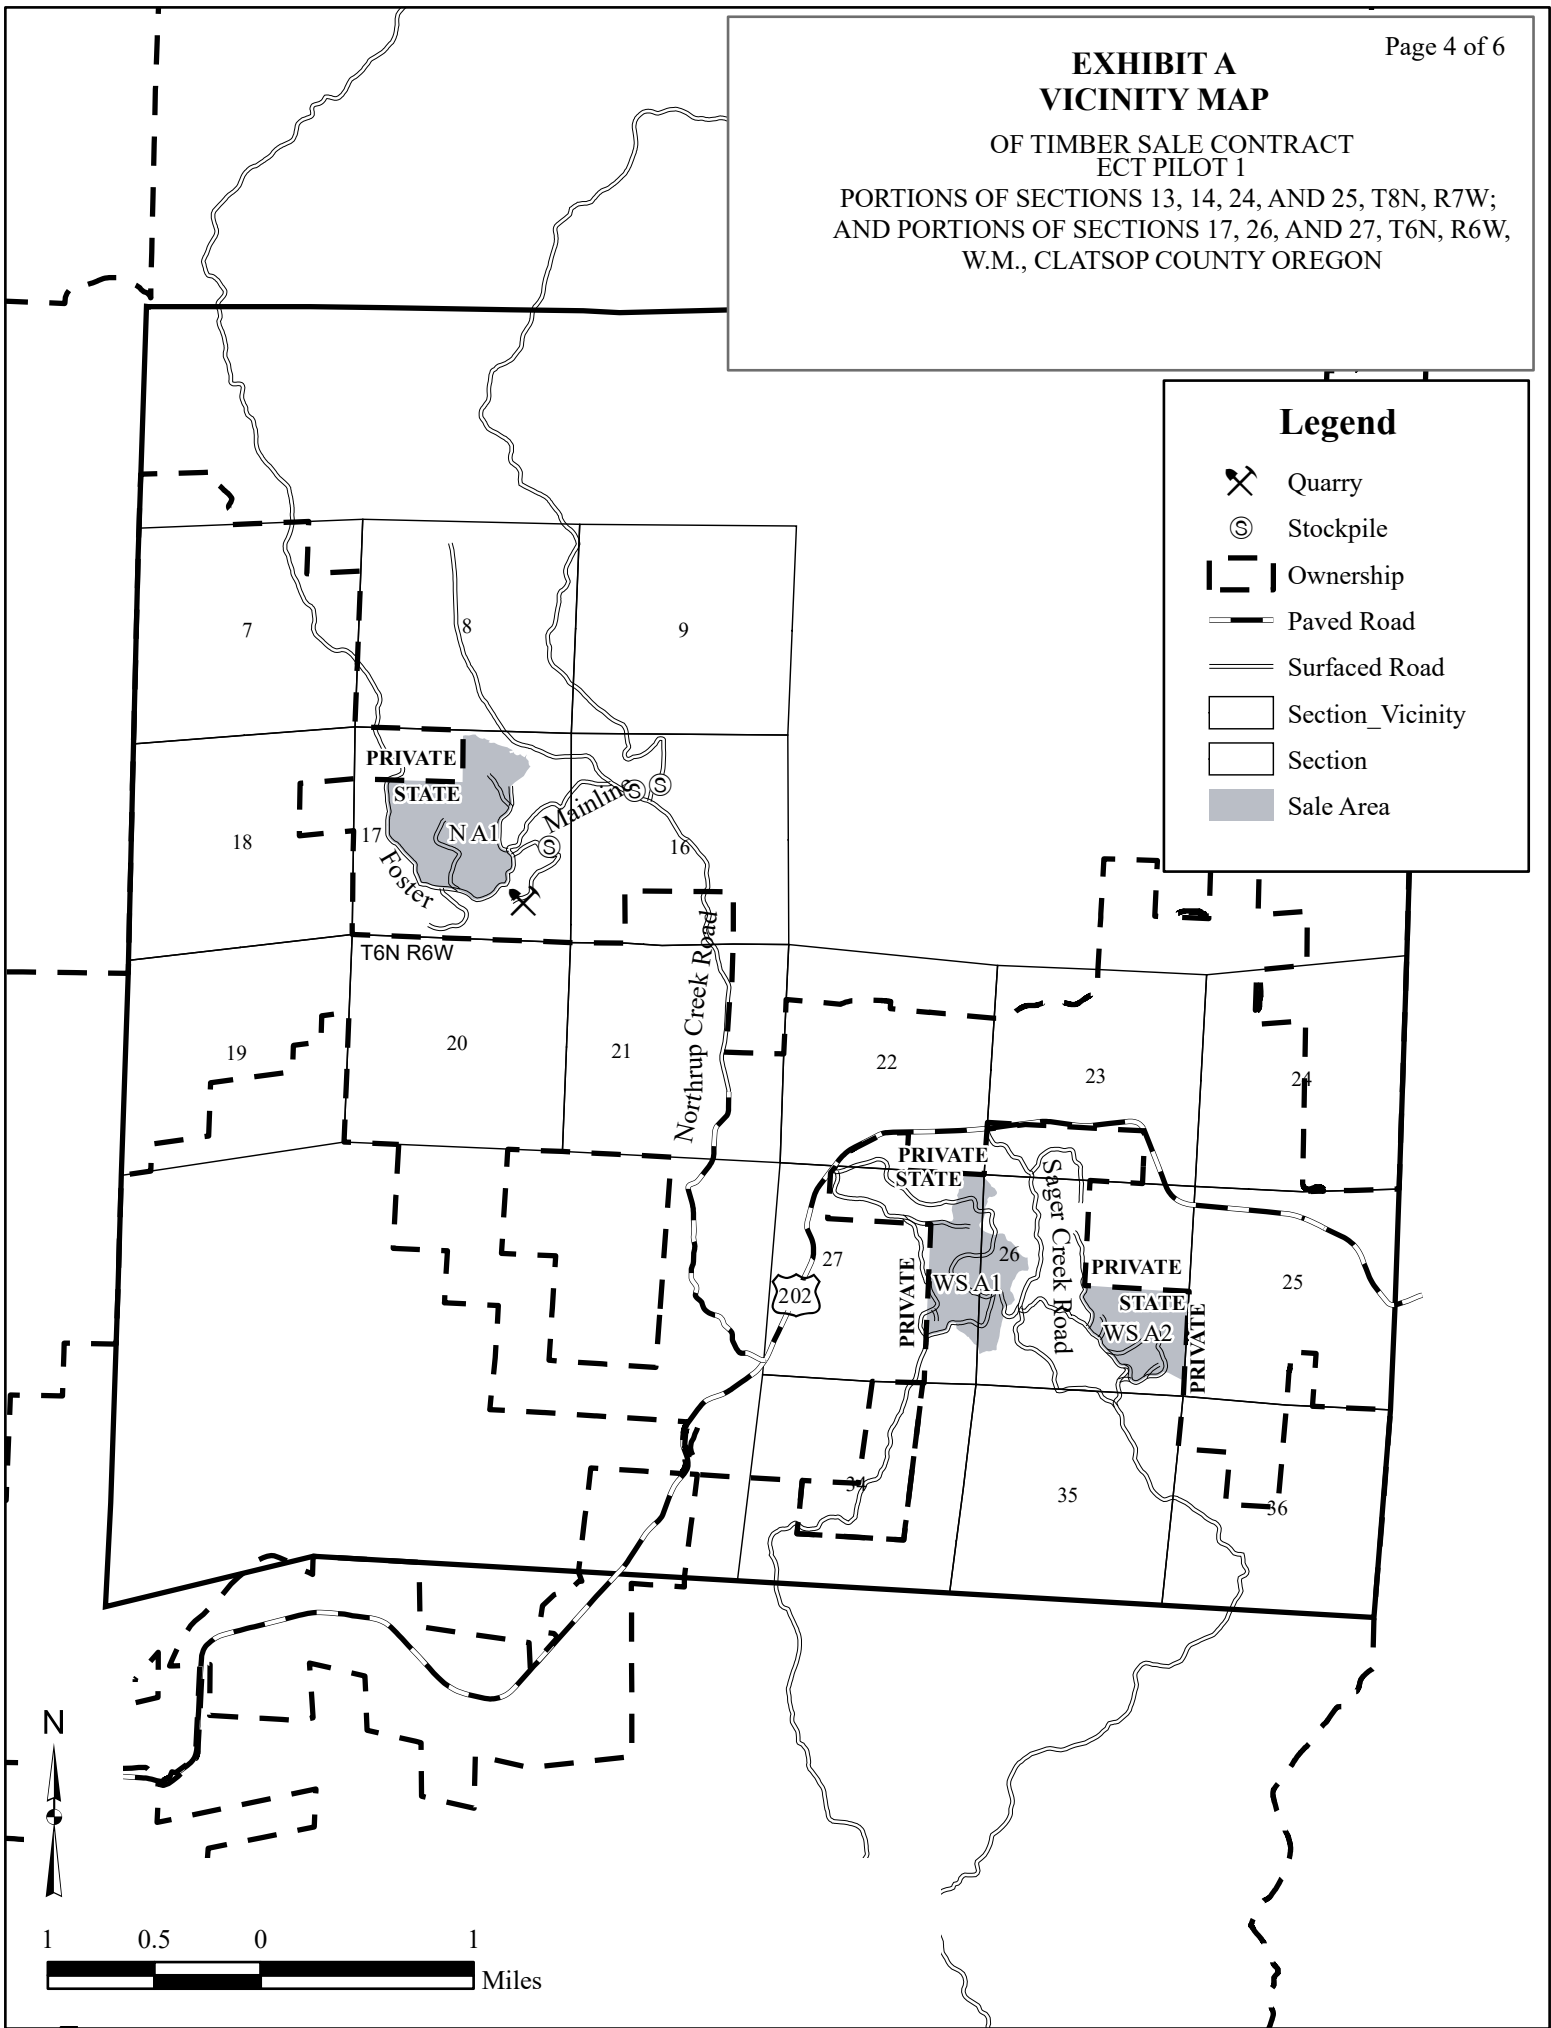 Page 4 of 6
EXHIBIT A
VICINITY MAP
OF TIMBER SALE CONTRACT
ECT PILOT 1
PORTIONS OF SECTIONS 13, 14, 24, AND 25, T8N, R7W;
AND PORTIONS OF SECTIONS 17, 26, AND 27, T6N, R6W,
W.M., CLATSOP COUNTY OREGON
Legend
Quarry
S Stockpile
Ownership
Paved Road
Surfaced Road
Section_Vicinity
Section
Sale Area
7
8
9
PRIVATE
STATE
S
S
Mainline
18
17
N A1
S
16
Foster
T6N R6W
Northrup Creek Road
19
20
21
22
23
24
PRIVATE
STATE
Sager Creek Road
27
26
PRIVATE
25
PRIVATE
WS A1
202
STATE
WS A2
PRIVATE
34
35
36
N
1 0.5 0 1
Miles